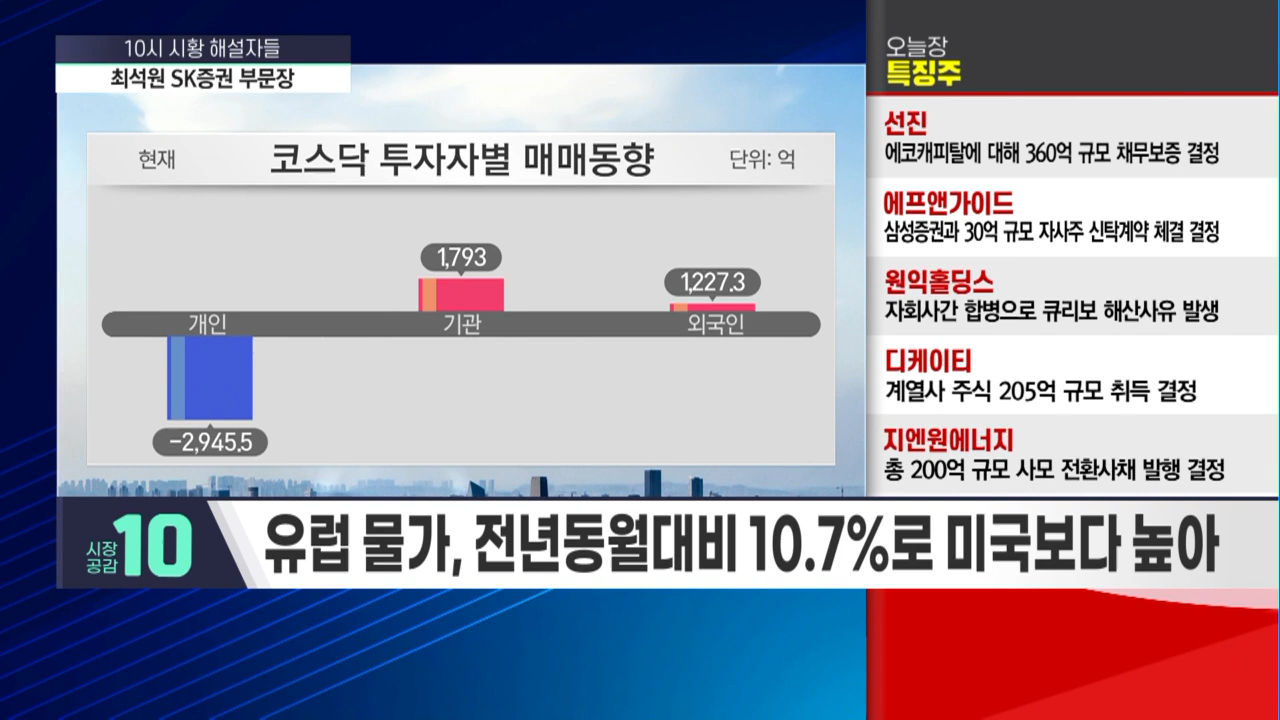 10시 시황 해설자들
최석원 SK증권 부문장
현재
코스닥 투자자별 매매동향
단위: 억
1,793
1,227.3
개인
기관
외국인
-2,945.5
오늘장
특징주
선진
에코캐피탈에 대해 360억 규모 채무보증 결정
에프앤가이드
삼성증권과 30억 규모 자사주 신탁계약 체결 결정
원익홀딩스
자회사간 합병으로 큐리보 해산사유 발생
디케이티
계열사 주식 205억 규모 취득 결정
지엔원에너지
총 200억 규모 사모 전환사채 발행 결정
시장
공감
10
유럽 물가, 전년동월대비 10.7%로 미국보다 높아